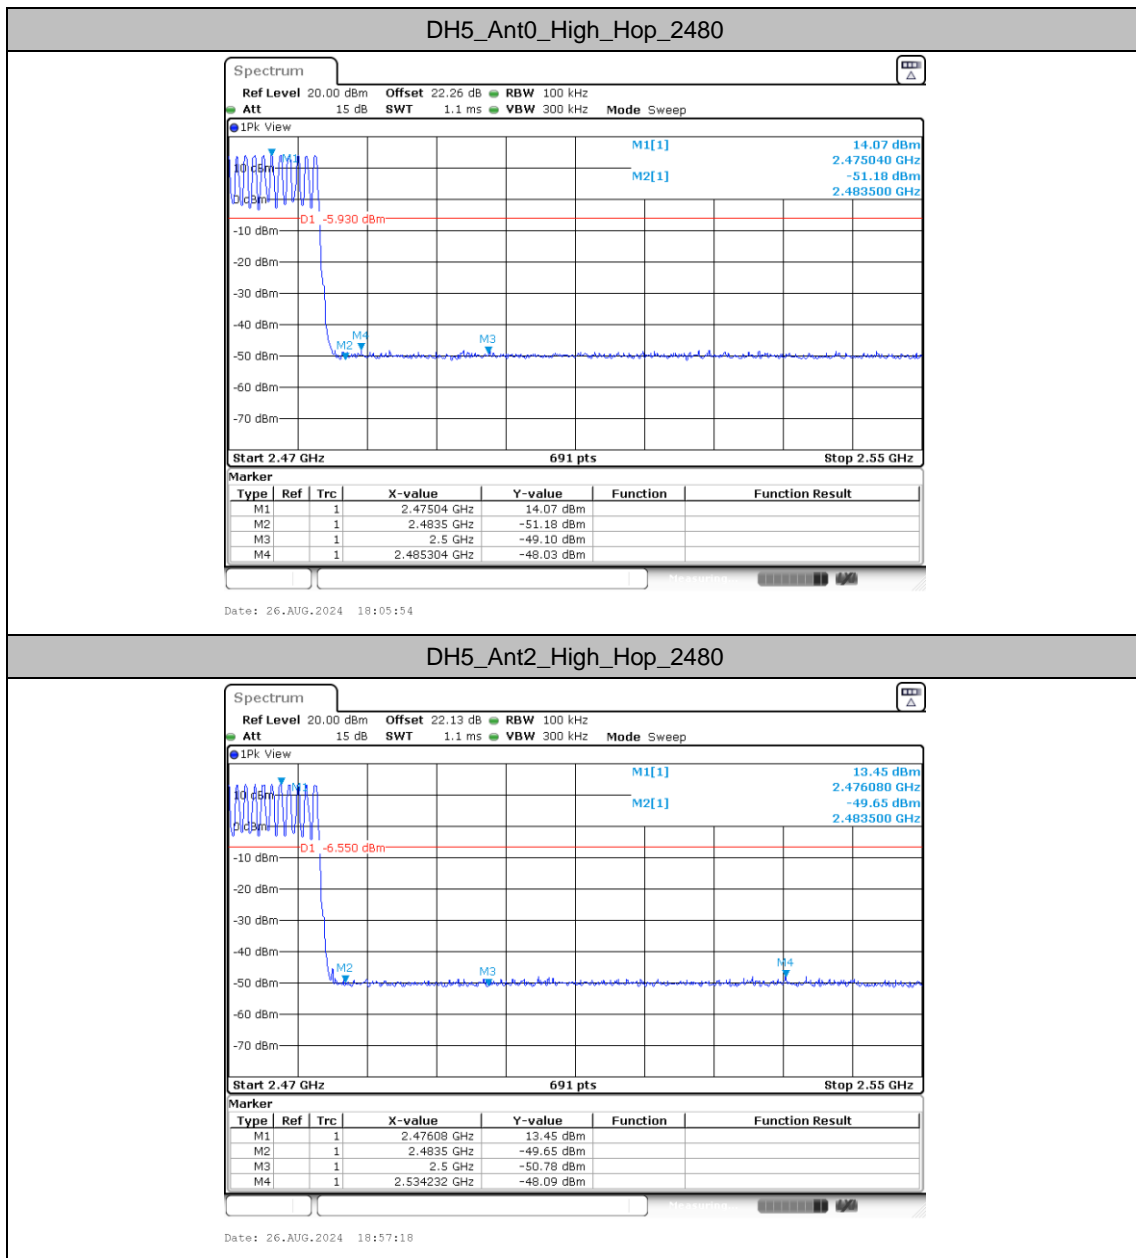 DH5_Ant0_High_Hop_2480
Spectrum
Ref Level 20.00 dBm Offset 22.26 dB RBW 100 kHz
Att 15 dB SWT 1.1 ms VBW 300 kHz Mode Sweep
1Pk View
M1[1] 14.07 dBm
2.475040 GHz
M2[1] -51.18 dBm
2.483500 GHz
M1
10 dBm
0 dBm
D1 -5.930 dBm
-10 dBm
-20 dBm
-30 dBm
-40 dBm
M4
M2
M3
-50 dBm
-60 dBm
-70 dBm
Start 2.47 GHz 691 pts Stop 2.55 GHz
Marker
Type Ref Trc X-value Y-value Function Function Result
M1 1 2.47504 GHz 14.07 dBm
M2 1 2.4835 GHz -51.18 dBm
M3 1 2.5 GHz -49.10 dBm
M4 1 2.485304 GHz -48.03 dBm
Measuring...
Date: 26.AUG.2024 18:05:54
DH5_Ant2_High_Hop_2480
Spectrum
Ref Level 20.00 dBm Offset 22.13 dB RBW 100 kHz
Att 15 dB SWT 1.1 ms VBW 300 kHz Mode Sweep
1Pk View
M1[1] 13.45 dBm
2.476080 GHz
M2[1] -49.65 dBm
2.483500 GHz
M1
10 dBm
0 dBm
D1 -6.550 dBm
-10 dBm
-20 dBm
-30 dBm
-40 dBm
M2
M3
M4
-50 dBm
-60 dBm
-70 dBm
Start 2.47 GHz 691 pts Stop 2.55 GHz
Marker
Type Ref Trc X-value Y-value Function Function Result
M1 1 2.47608 GHz 13.45 dBm
M2 1 2.4835 GHz -49.65 dBm
M3 1 2.5 GHz -50.78 dBm
M4 1 2.534232 GHz -48.09 dBm
Measuring...
Date: 26.AUG.2024 18:57:18